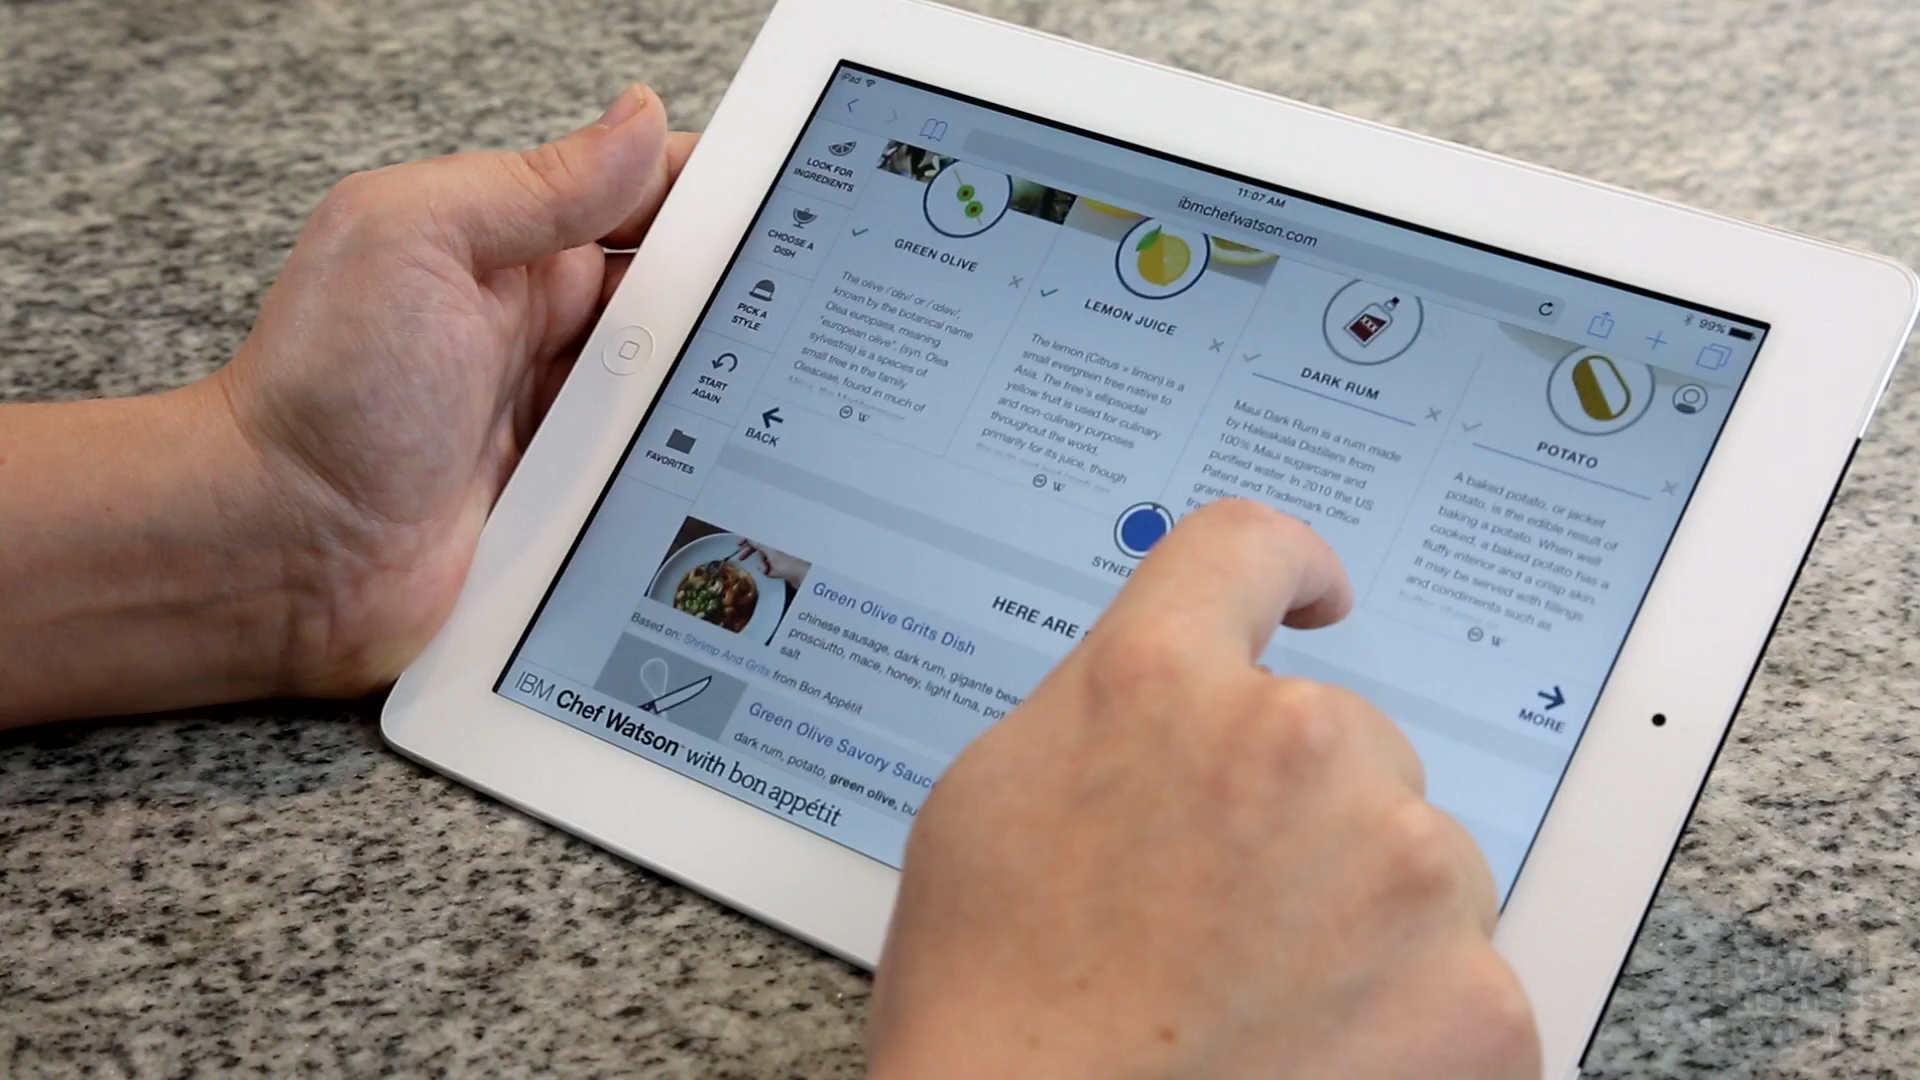 iPad
11:07 AM
99%
ibmchefwatson.com
LOOK FOR
INGREDIENTS
CHOOSE A
DISH
PICK A
STYLE
START
AGAIN
FAVORITES
GREEN OLIVE
The olive
known by the botanical name
Olea europaea, meaning
"european olive", (syn. Olea
sylvestris) is a species of
small tree in the family
Oleaceae, found in much of
W
LEMON JUICE
The lemon (Citrus × limon) is a
small evergreen tree native to
Asia. The tree's ellipsoidal
yellow fruit is used for culinary
and non-culinary purposes
throughout the world,
primarily for its juice, though
W
DARK RUM
XXX
Maui Dark Rum is a rum made
by Haleakala Distillers from
100% Maui sugarcane and
purified water. In 2010 the US
Patent and Trademark Office
POTATO
A baked potato, or jacket
potato, is the edible result of
baking a potato. When well
cooked, a baked potato has a
fluffy interior and a crisp skin.
It may be served with fillings
and condiments such as
W
BACK
MORE
HERE ARE
Green Olive Grits Dish
chinese sausage, dark rum, gigante
prosciutto, mace, honey, light tuna,
salt
Based on: Shrimp And Grits from Bon Appétit
Green Olive Savory
dark rum, potato, green olive,
IBM Chef Watson with bon appétit
Harvard
Business
Review